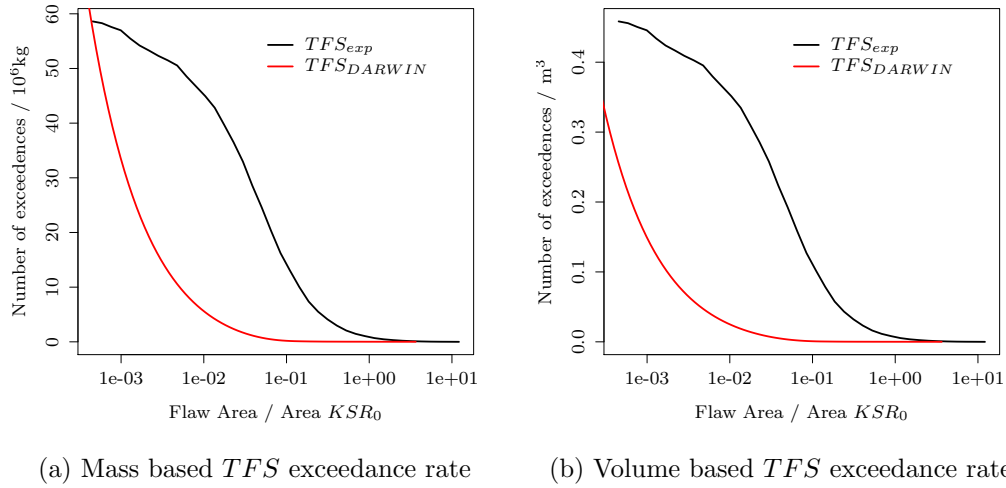 60
50
40
30
20
10
0
Number of exceedences / 10⁶kg
TFS_exp
TFS_DARWIN
1e-03 1e-02 1e-01 1e+00 1e+01
Flaw Area / Area KSR₀
(a) Mass based TFS exceedance rate
0.4
0.3
0.2
0.1
0.0
Number of exceedences / m³
TFS_exp
TFS_DARWIN
1e-03 1e-02 1e-01 1e+00 1e+01
Flaw Area / Area KSR₀
(b) Volume based TFS exceedance rate